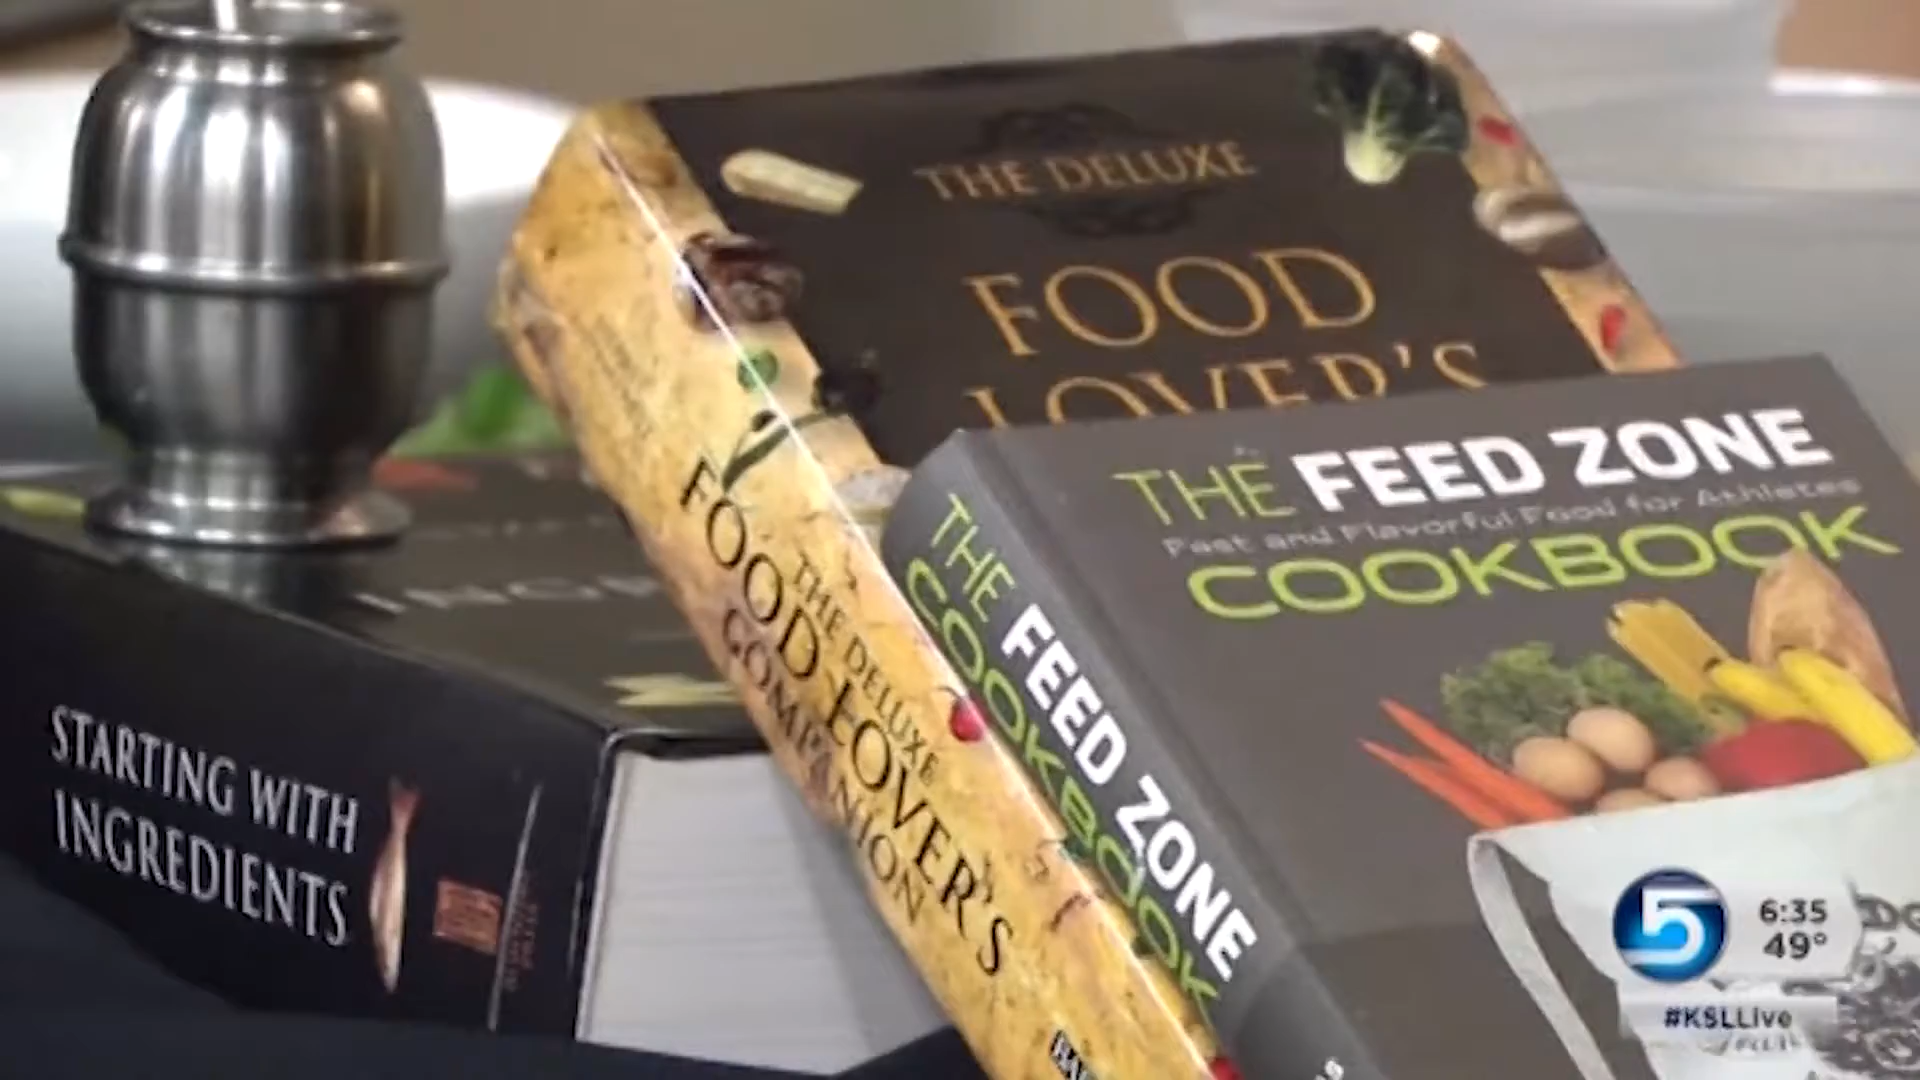 THE DELUXE
FOOD
LOVER'S
THE FEED ZONE
Fast and Flavorful Food for Athletes
COOKBOOK
THE FEED ZONE
COOKBOOK
THE DELUXE
FOOD LOVER'S
COMPANION
STARTING WITH
INGREDIENTS
5
6:35
49°
#KSLLive